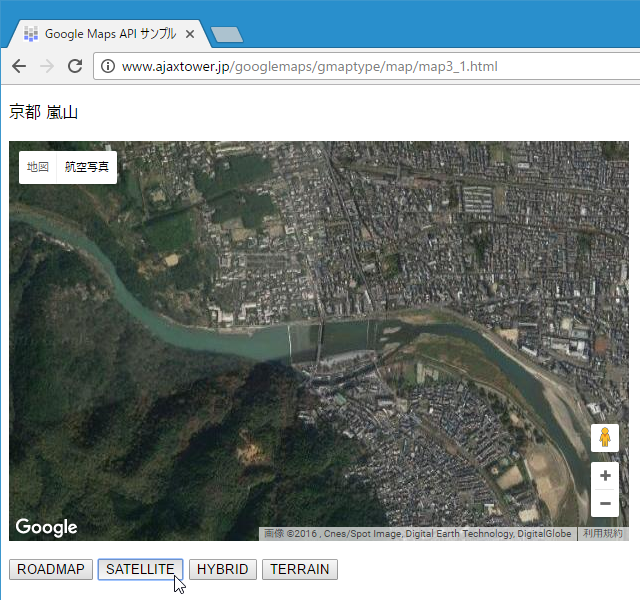 Google Maps API サンプル
www.ajaxtower.jp/googlemaps/gmaptype/map/map3_1.html
京都 嵐山
地図 航空写真
Google
画像 ©2016 , Cnes/Spot Image, Digital Earth Technology, DigitalGlobe 利用規約
ROADMAP SATELLITE HYBRID TERRAIN